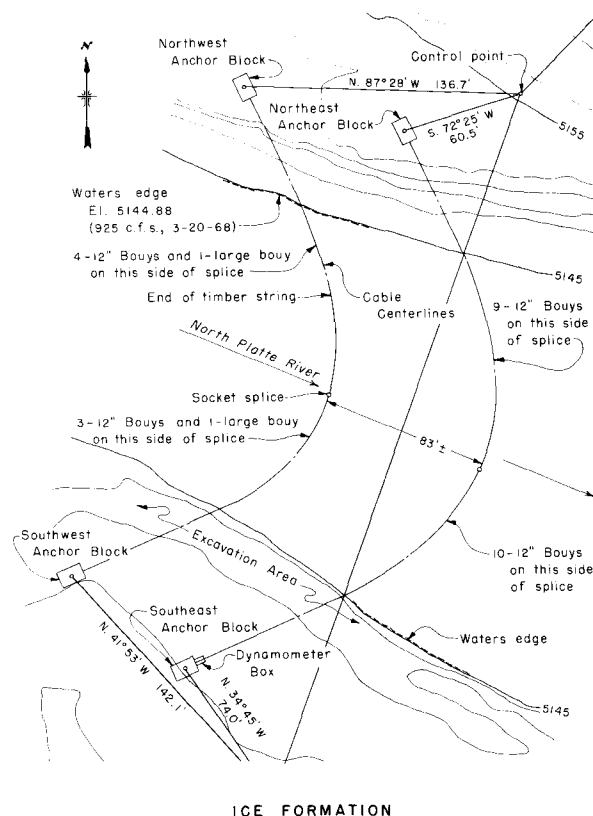 N
Northwest
Anchor Block
Control point
N. 87° 28' W 136.7'
Northeast
Anchor Block
S. 72° 25' W
60.5'
5155
Waters edge
El. 5144.88
(925 c.f.s., 3-20-68)
4-12" Bouys and 1-large bouy
on this side of splice
5145
End of timber string
Cable
Centerlines
9-12" Bouys
on this side
of splice
North Platte River
Socket splice
3-12" Bouys and 1-large bouy
on this side of splice
83'±
Southwest
Anchor Block
Excavation Area
10-12" Bouys
on this side
of splice
Southeast
Anchor Block
Waters edge
N. 41° 53' W
142.1'
Dynamometer
Box
N. 34° 45' W
74.0'
5145
ICE FORMATION